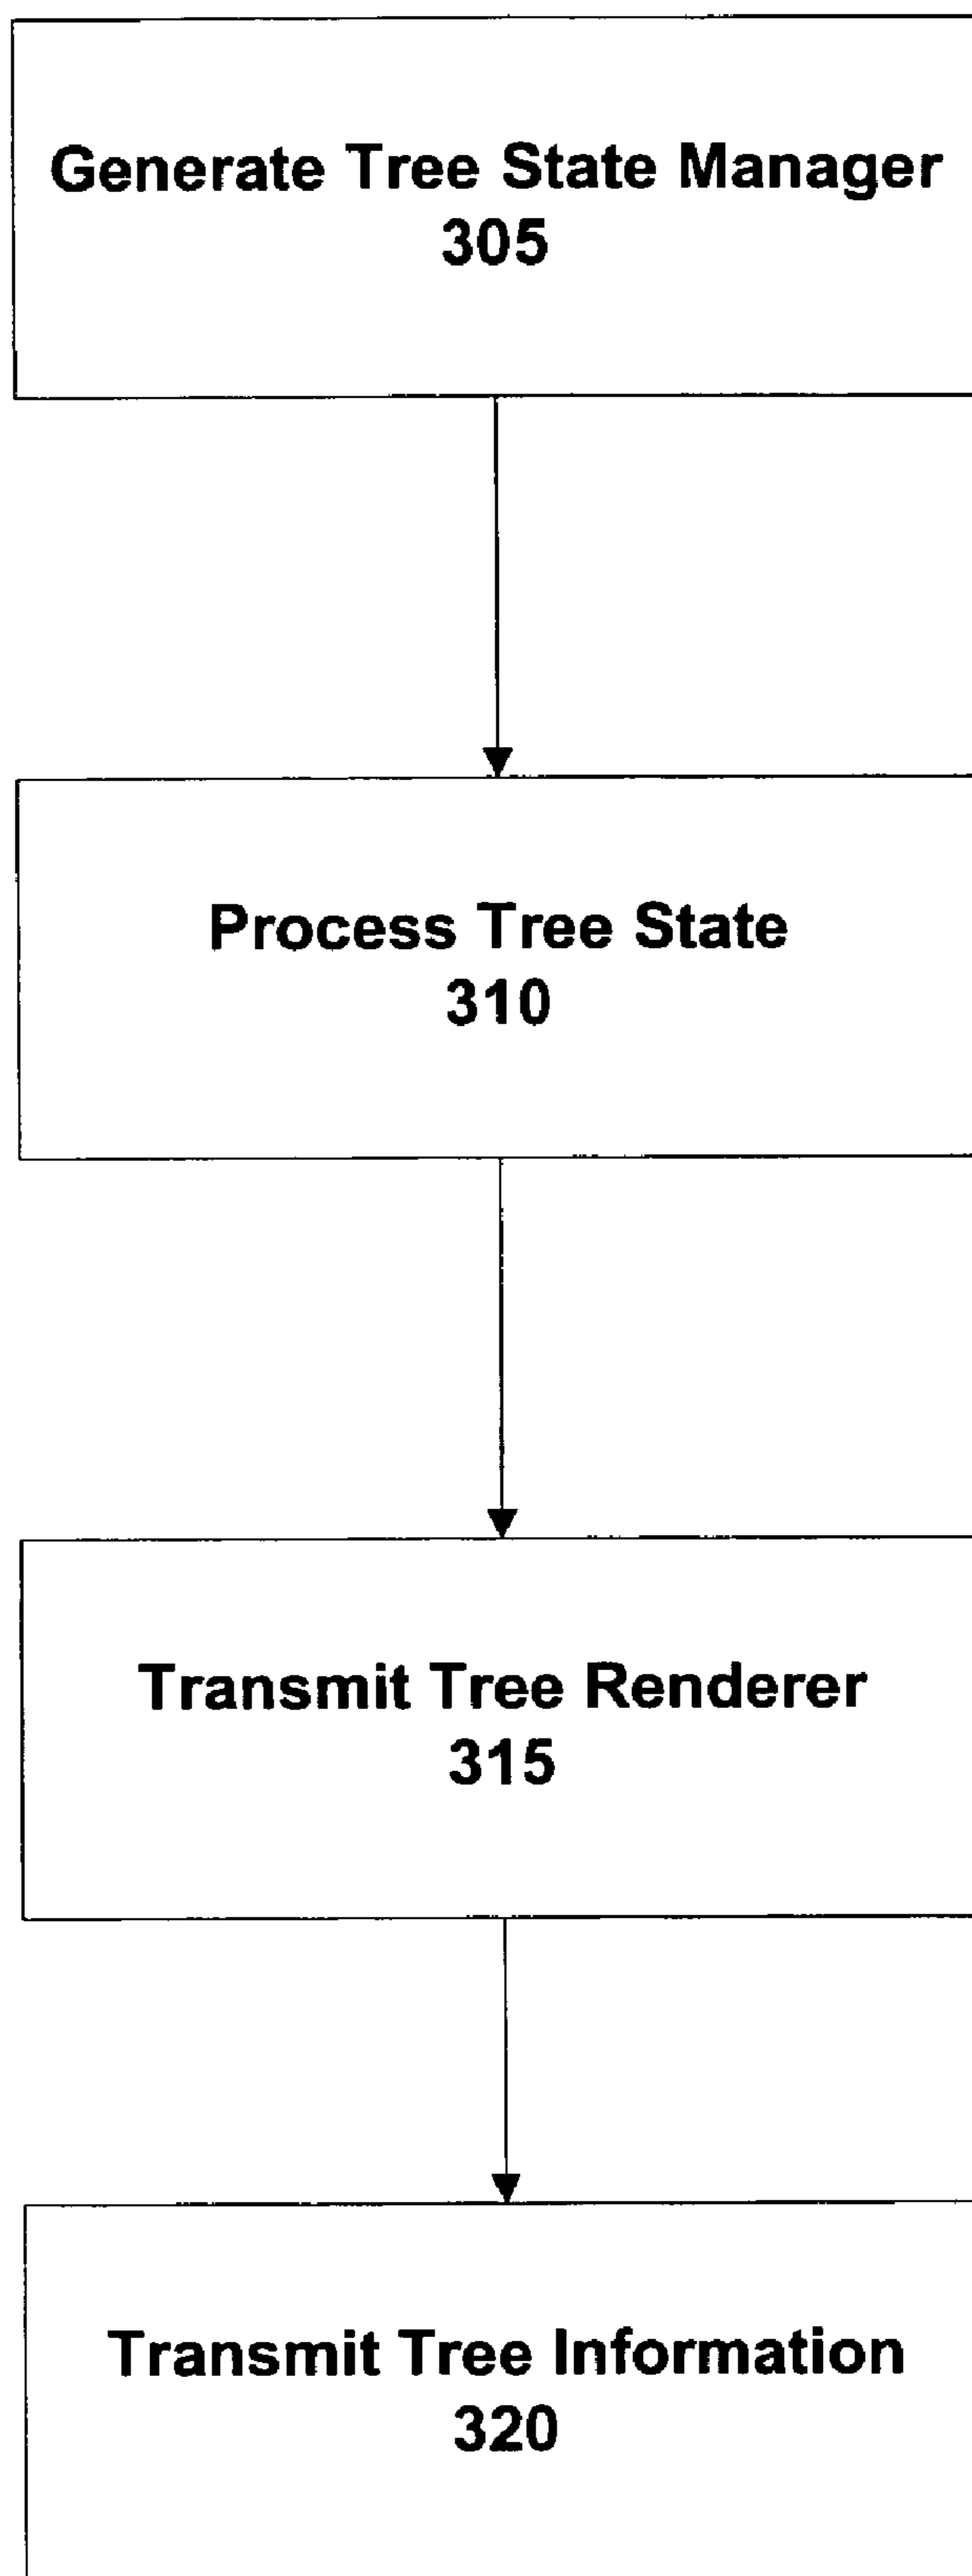 Generate Tree State Manager
305
Process Tree State
310
Transmit Tree Renderer
315
Transmit Tree Information
320